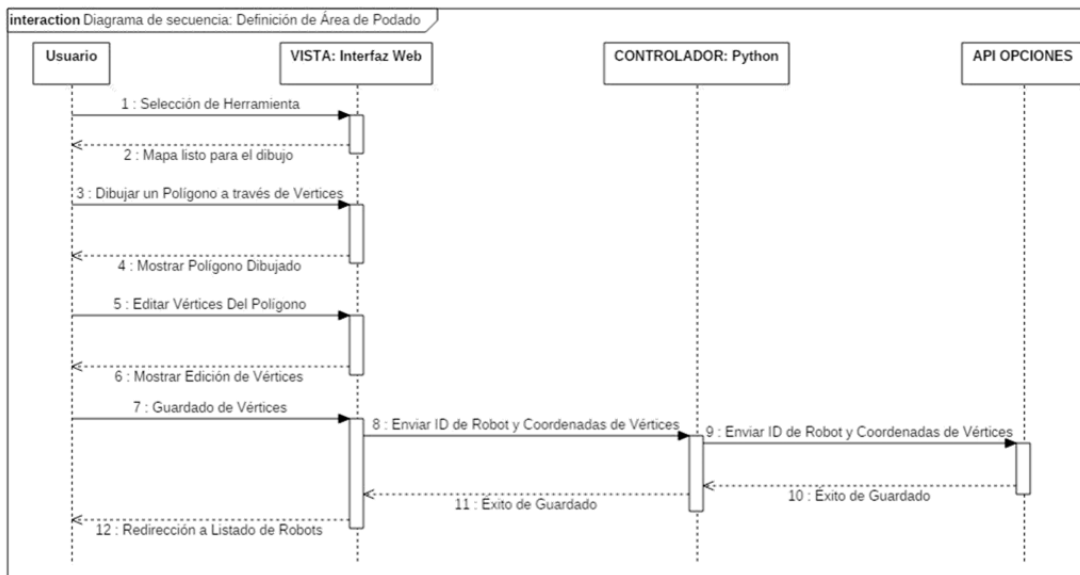 interaction Diagrama de secuencia: Definición de Área de Podado
Usuario
VISTA: Interfaz Web
CONTROLADOR: Python
API OPCIONES
1 : Selección de Herramienta
2 : Mapa listo para el dibujo
3 : Dibujar un Polígono a través de Vertices
4 : Mostrar Polígono Dibujado
5 : Editar Vértices Del Polígono
6 : Mostrar Edición de Vértices
7 : Guardado de Vértices
8 : Enviar ID de Robot y Coordenadas de Vértices
9 : Enviar ID de Robot y Coordenadas de Vértices
10 : Éxito de Guardado
11 : Éxito de Guardado
12 : Redirección a Listado de Robots